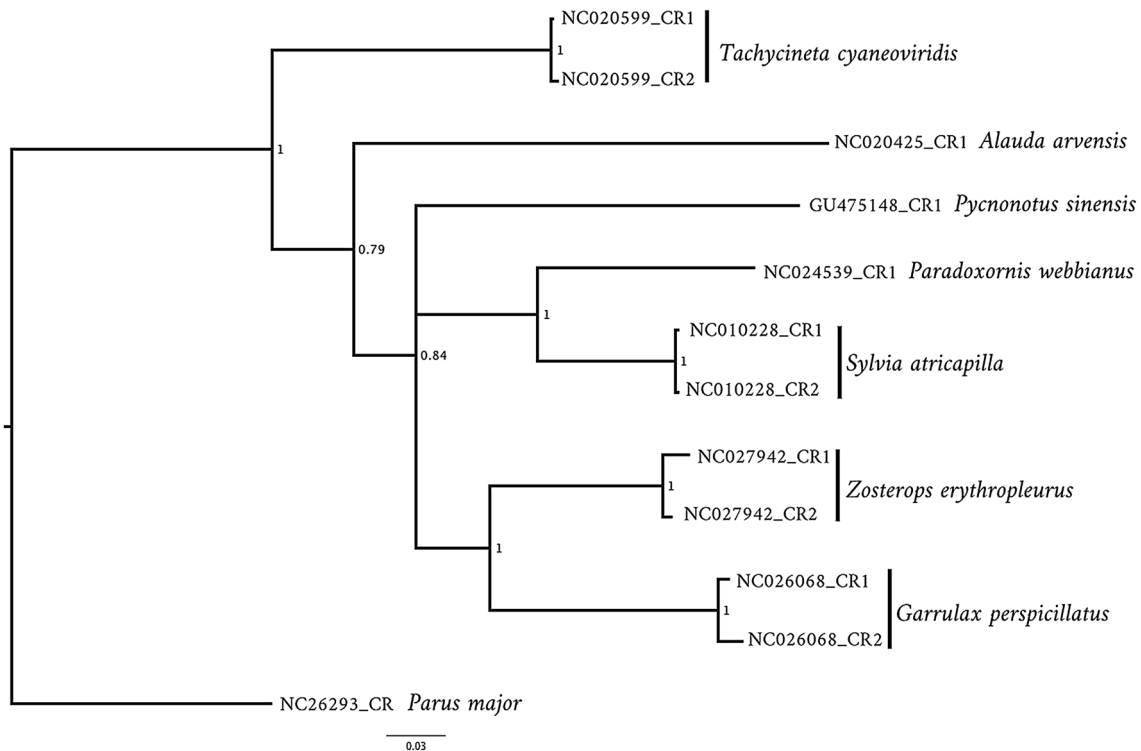 NC020599_CR1
1
Tachycineta cyaneoviridis
NC020599_CR2
NC020425_CR1 Alauda arvensis
1
GU475148_CR1 Pycnonotus sinensis
0.79
NC024539_CR1 Paradoxornis webbianus
1
NC010228_CR1
0.84
1
Sylvia atricapilla
NC010228_CR2
NC027942_CR1
1
Zosterops erythropleurus
NC027942_CR2
1
NC026068_CR1
1
Garrulax perspicillatus
NC026068_CR2
NC26293_CR Parus major
0.03